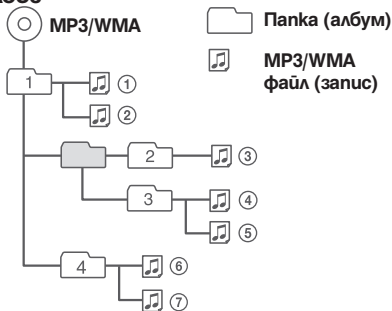 MP3/WMA
Папка (албум)
MP3/WMA
файл (запис)
1
①
②
2
③
3
④
⑤
4
⑥
⑦